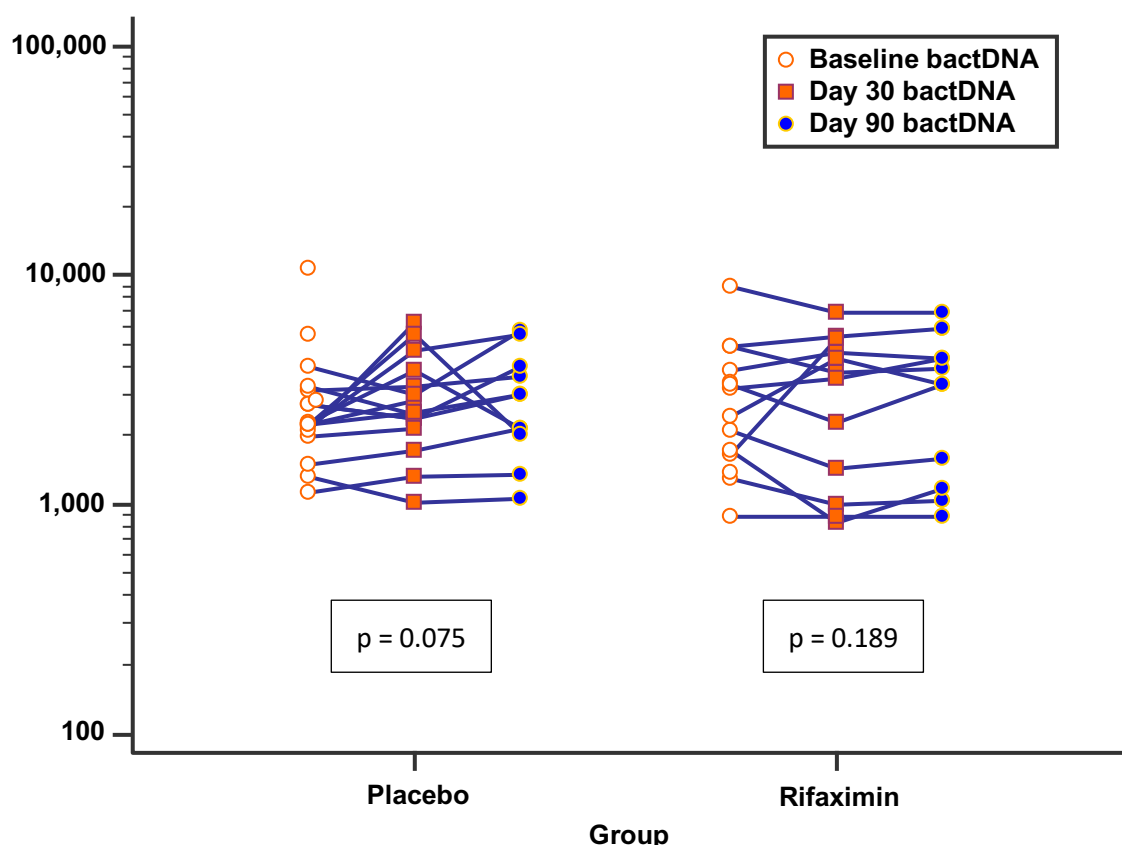 100,000
Baseline bactDNA
Day 30 bactDNA
Day 90 bactDNA
10,000
1,000
p = 0.075
p = 0.189
100
Placebo
Rifaximin
Group